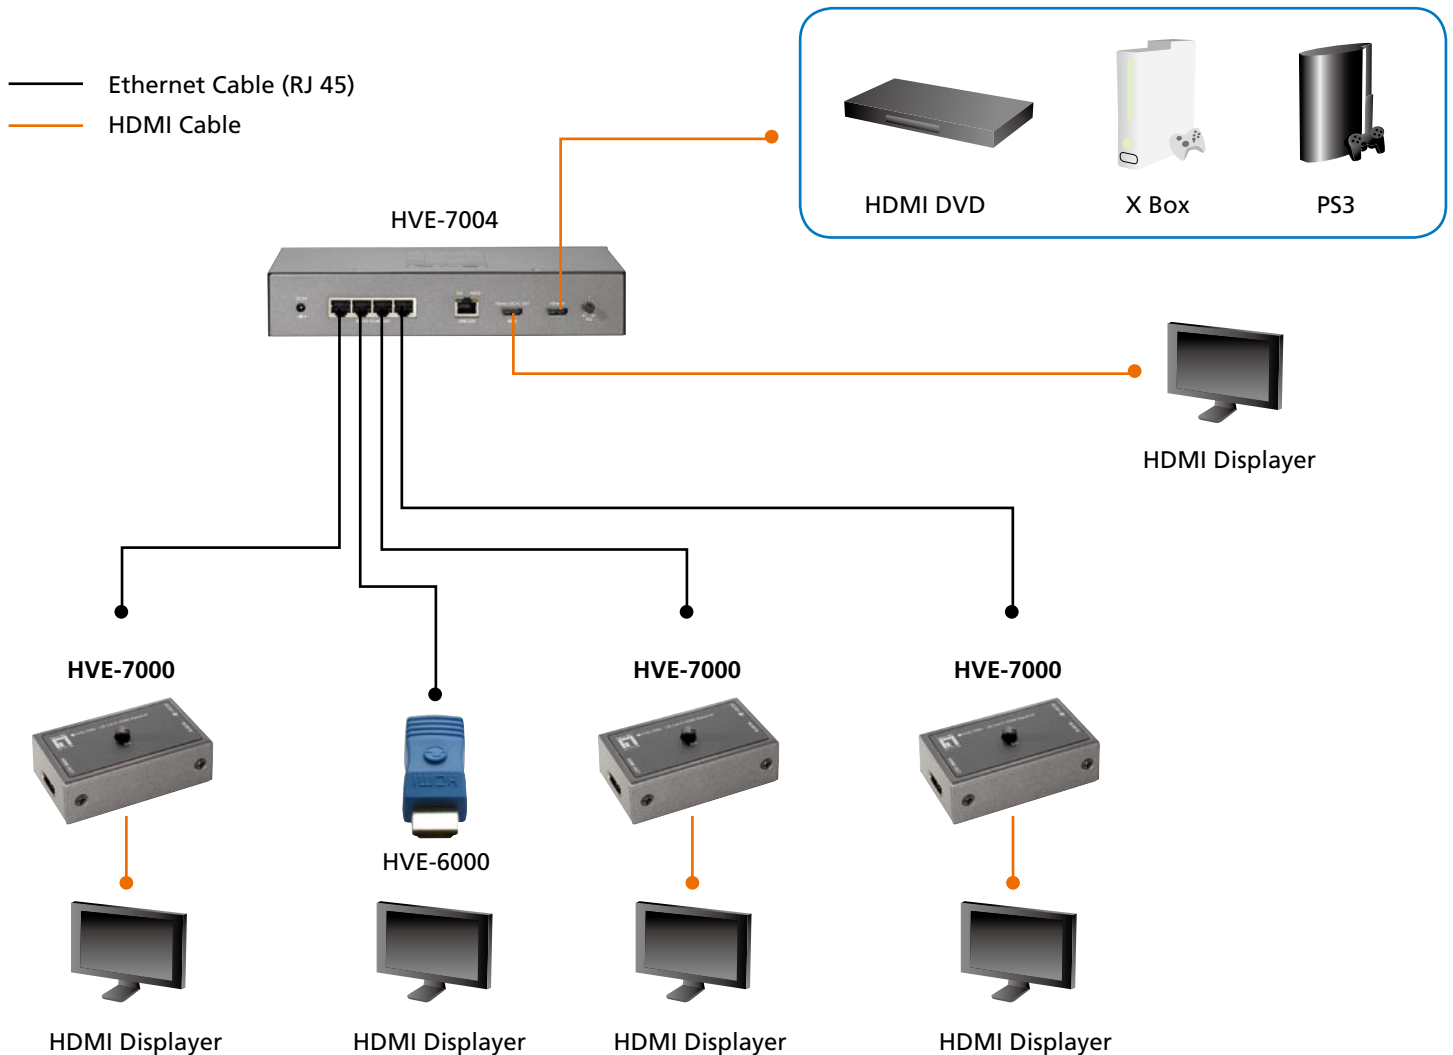 Ethernet Cable (RJ 45)
HDMI Cable
HDMI DVD
X Box
PS3
HVE-7004
HDMI Displayer
HVE-7000
HVE-7000
HVE-7000
HDMI
HVE-6000
HDMI Displayer
HDMI Displayer
HDMI Displayer
HDMI Displayer